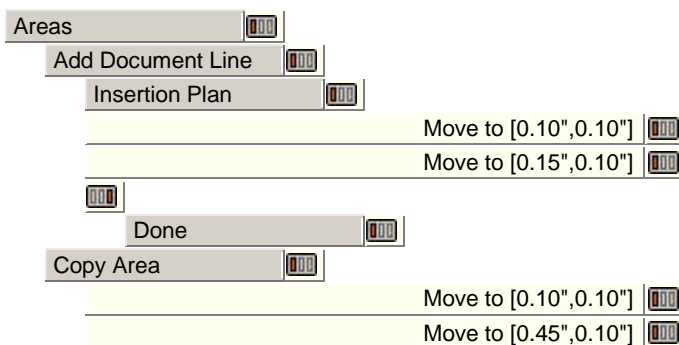 Areas
Add Document Line
Insertion Plan
Move to [0.10",0.10"]
Move to [0.15",0.10"]
Done
Copy Area
Move to [0.10",0.10"]
Move to [0.45",0.10"]